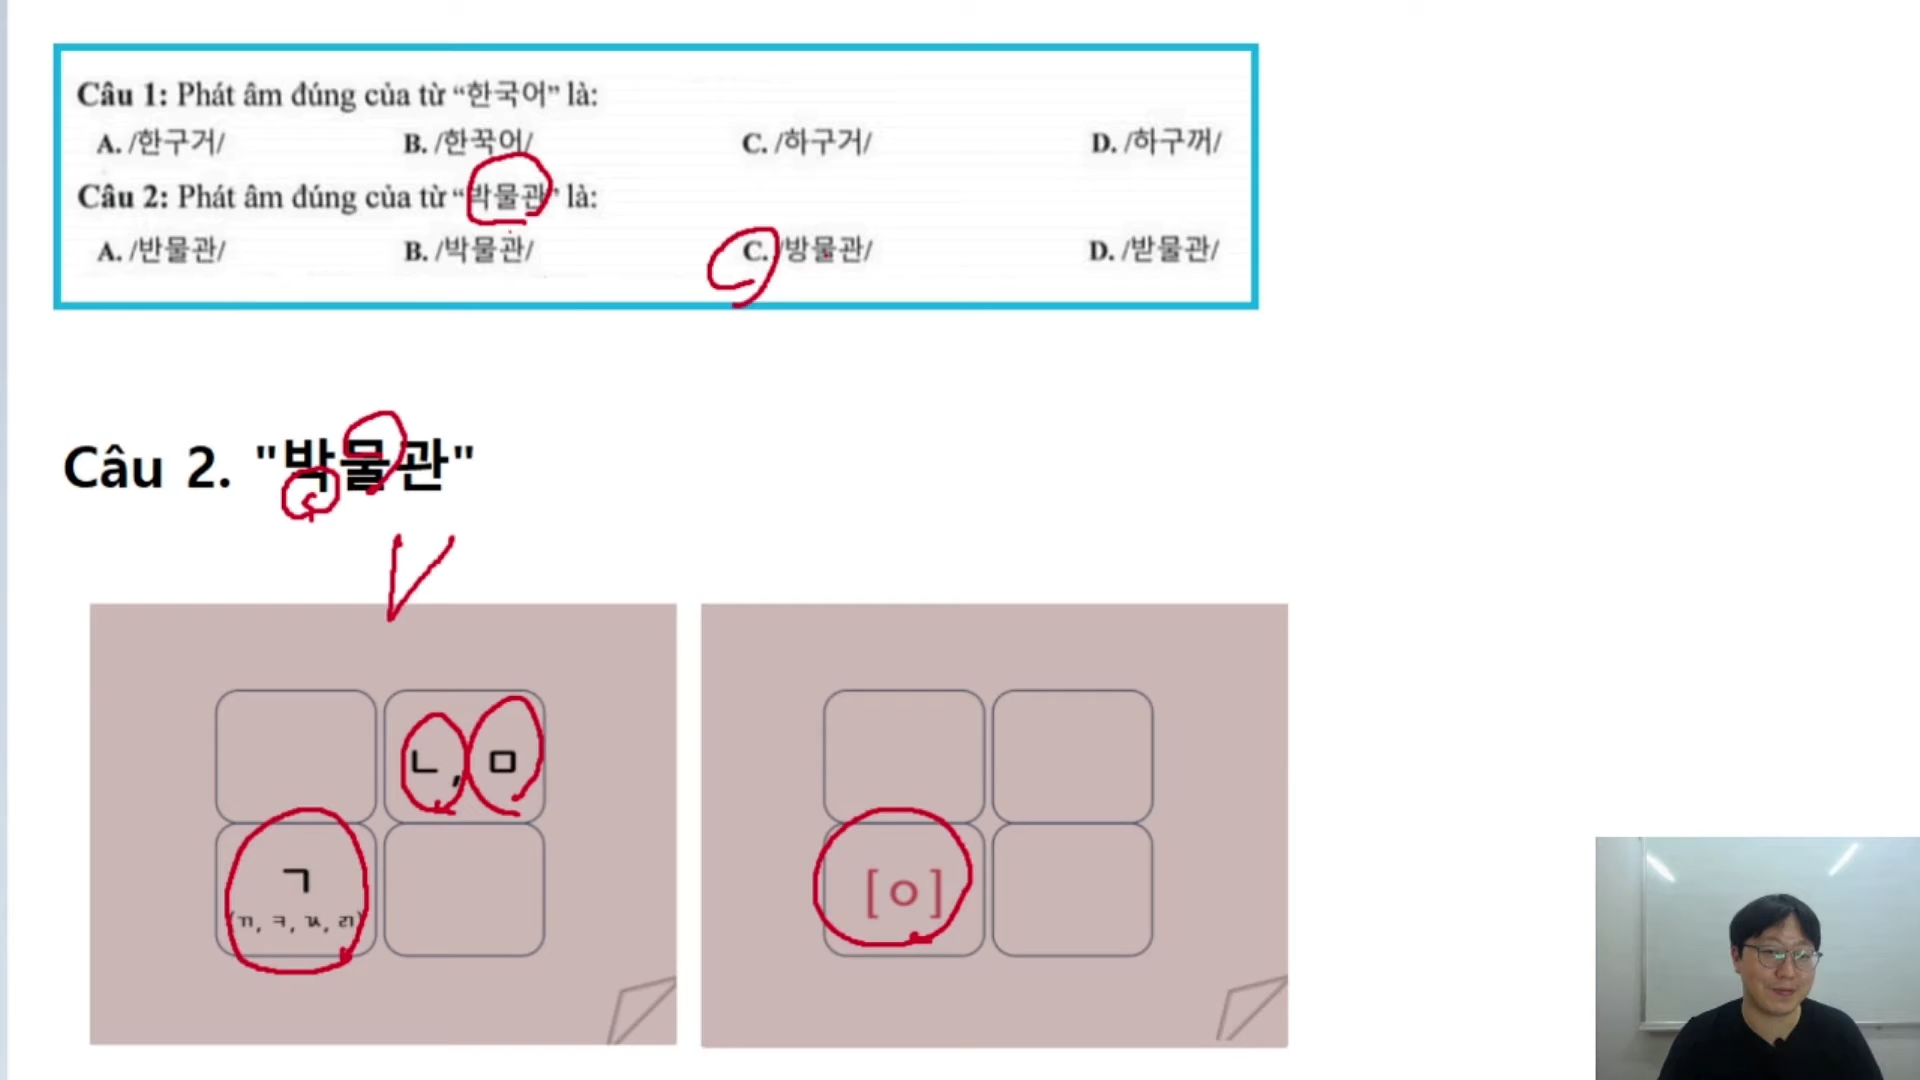 Câu 1: Phát âm đúng của từ “한국어” là:
A. /한구거/ B. /한꾹어/ C. /하구거/ D. /하구꺼/
Câu 2: Phát âm đúng của từ “박물관” là:
A. /반물관/ B. /박물관/ C. /방물관/ D. /받물관/
Câu 2. "박물관"
ㄴ, ㅁ
ㄱ
(ㄲ, ㅋ, ㄳ, ㄺ)
[ㅇ]